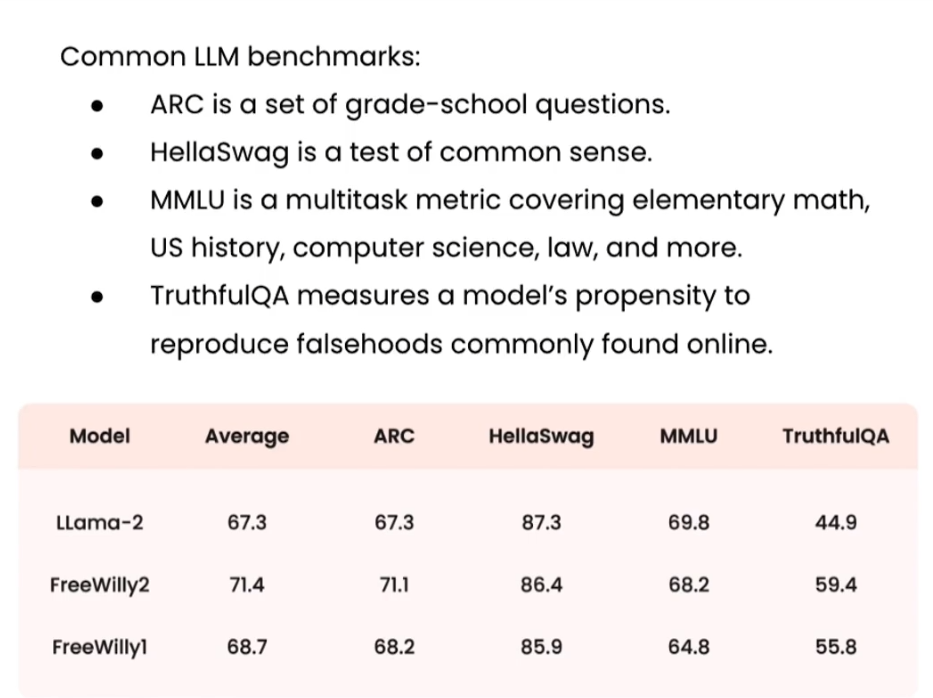 Common LLM benchmarks:
● ARC is a set of grade-school questions.
● HellaSwag is a test of common sense.
● MMLU is a multitask metric covering elementary math,
US history, computer science, law, and more.
● TruthfulQA measures a model's propensity to
reproduce falsehoods commonly found online.
Model Average ARC HellaSwag MMLU TruthfulQA
LLama-2 67.3 67.3 87.3 69.8 44.9
FreeWilly2 71.4 71.1 86.4 68.2 59.4
FreeWilly1 68.7 68.2 85.9 64.8 55.8